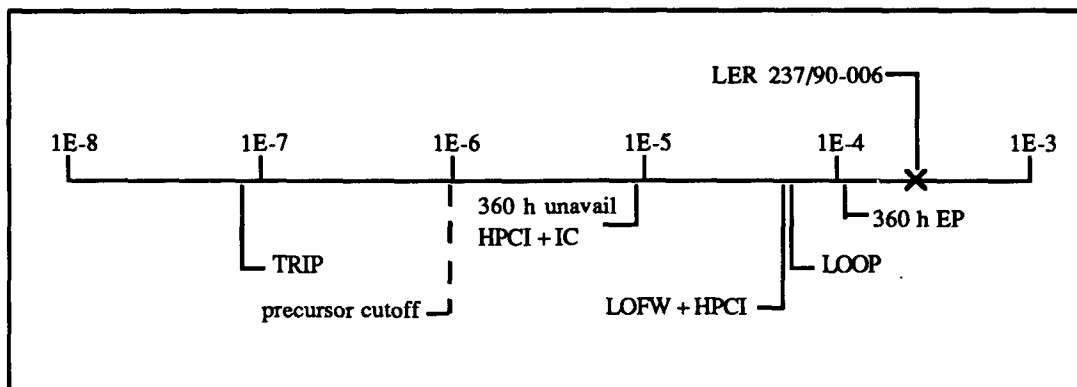 LER 237/90-006
1E-8 1E-7 1E-6 1E-5 1E-4 1E-3
360 h unavail
HPCI + IC
360 h EP
TRIP
LOOP
precursor cutoff
LOFW + HPCI